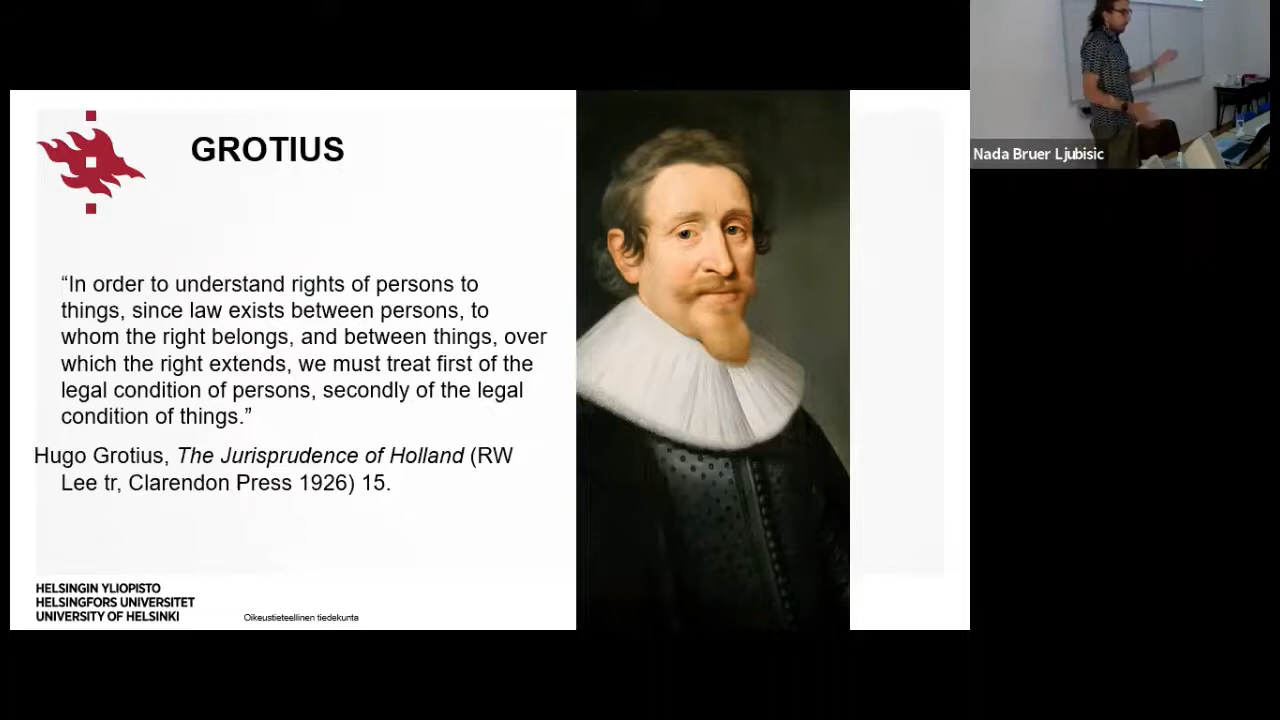 GROTIUS
“In order to understand rights of persons to
things, since law exists between persons, to
whom the right belongs, and between things, over
which the right extends, we must treat first of the
legal condition of persons, secondly of the legal
condition of things.”
Hugo Grotius, The Jurisprudence of Holland (RW
Lee tr, Clarendon Press 1926) 15.
HELSINGIN YLIOPISTO
HELSINGFORS UNIVERSITET
UNIVERSITY OF HELSINKI
Oikeustieteellinen tiedekunta
Nada Bruer Ljubisic